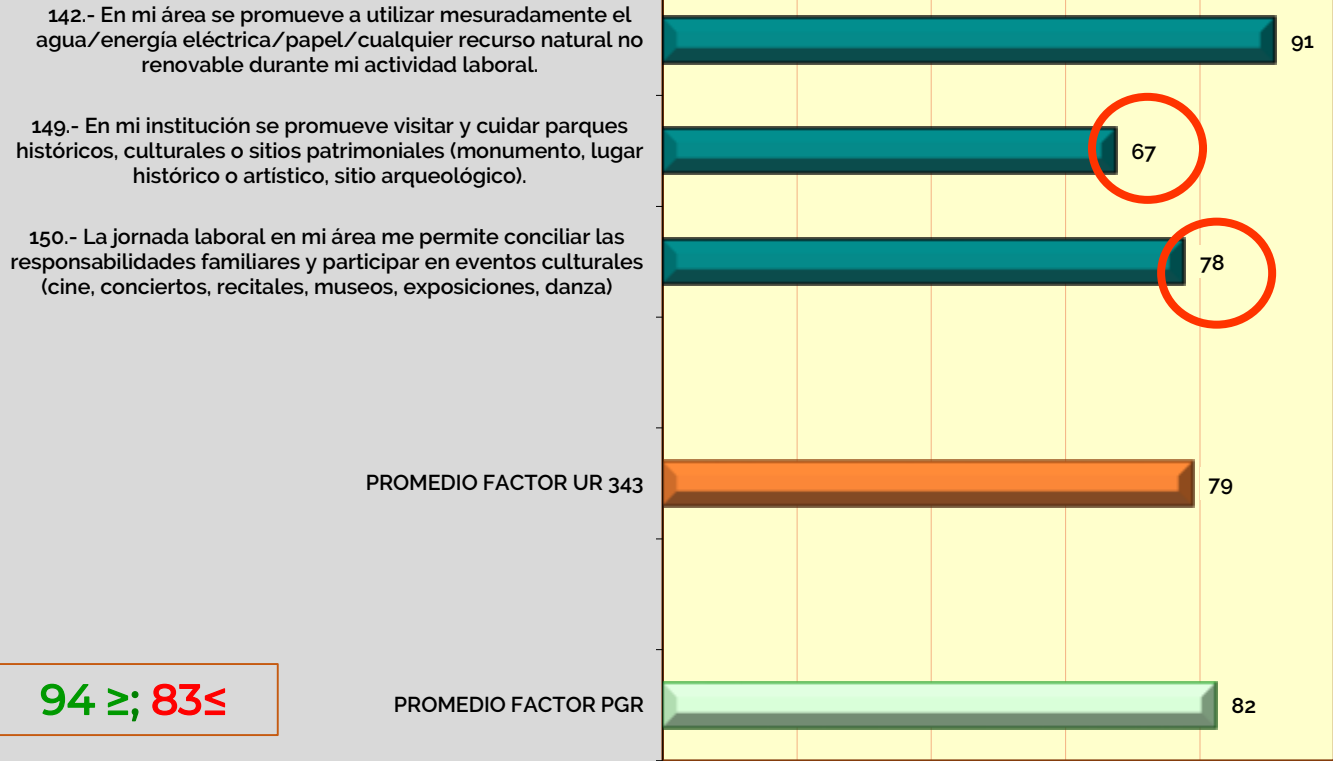 142.- En mi área se promueve a utilizar mesuradamente el
agua/energía eléctrica/papel/cualquier recurso natural no
renovable durante mi actividad laboral.
91
149.- En mi institución se promueve visitar y cuidar parques
históricos, culturales o sitios patrimoniales (monumento, lugar
histórico o artístico, sitio arqueológico).
67
150.- La jornada laboral en mi área me permite conciliar las
responsabilidades familiares y participar en eventos culturales
(cine, conciertos, recitales, museos, exposiciones, danza)
78
PROMEDIO FACTOR UR 343
79
94 ≥; 83≤
PROMEDIO FACTOR PGR
82